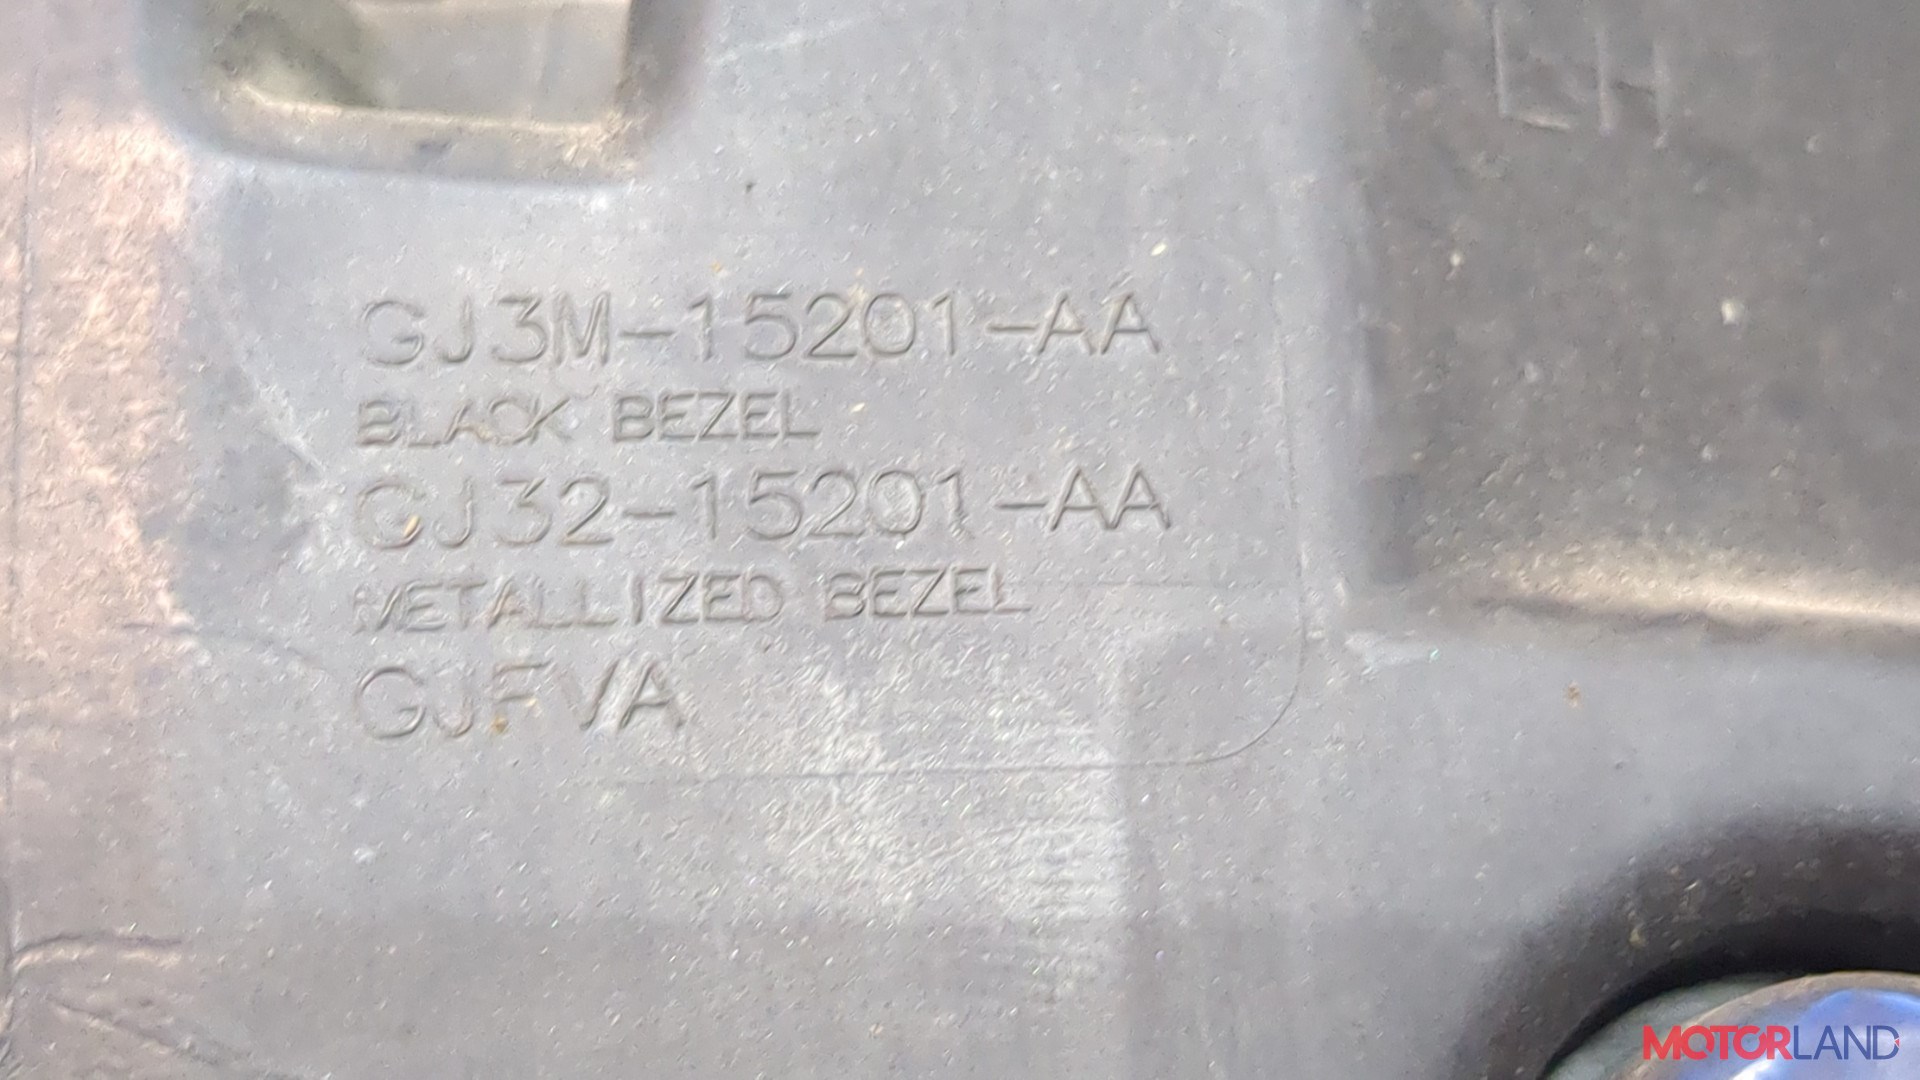 LH
GJ3M-15201-AA
BLACK BEZEL
GJ32-15201-AA
METALLIZED BEZEL
GJFVA
MOTORLAND